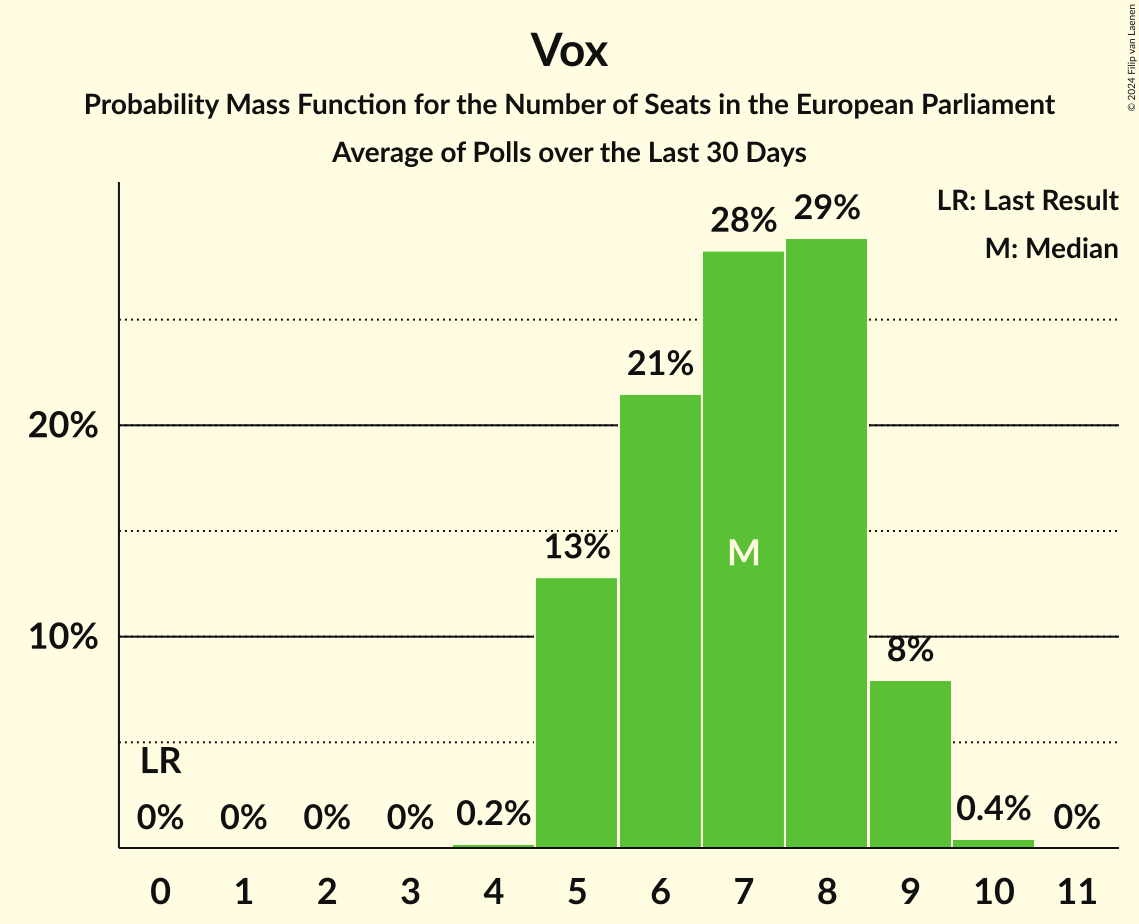 Vox
Probability Mass Function for the Number of Seats in the European Parliament
Average of Polls over the Last 30 Days
© 2024 Filip van Laenen
LR: Last Result
M: Median
28%
29%
21%
20%
13%
M
10%
8%
LR
0%
0%
0%
0%
0.2%
0.4%
0%
0 1 2 3 4 5 6 7 8 9 10 11